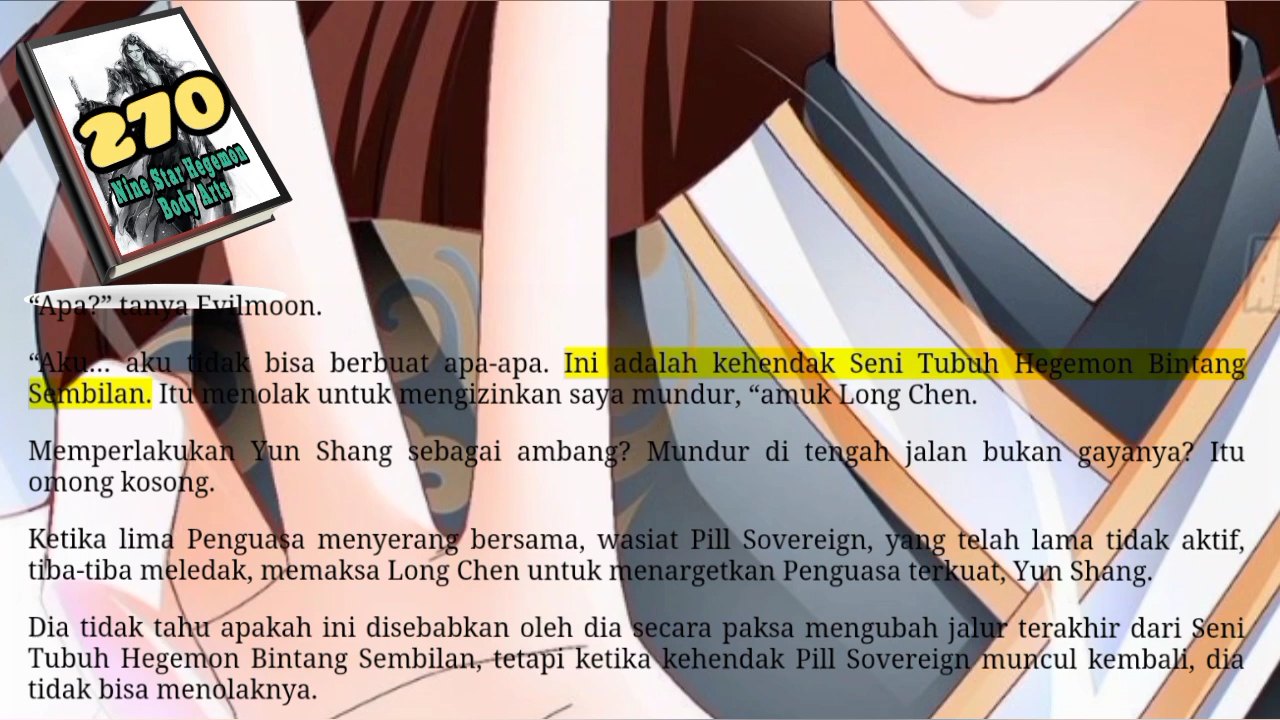 270
Nine Star Hegemon
Body Arts
“Apa?” tanya Evilmoon.
“Aku... aku tidak bisa berbuat apa-apa. Ini adalah kehendak Seni Tubuh Hegemon Bintang
Sembilan. Itu menolak untuk mengizinkan saya mundur, “amuk Long Chen.
Memperlakukan Yun Shang sebagai ambang? Mundur di tengah jalan bukan gayanya? Itu
omong kosong.
Ketika lima Penguasa menyerang bersama, wasiat Pill Sovereign, yang telah lama tidak aktif,
tiba-tiba meledak, memaksa Long Chen untuk menargetkan Penguasa terkuat, Yun Shang.
Dia tidak tahu apakah ini disebabkan oleh dia secara paksa mengubah jalur terakhir dari Seni
Tubuh Hegemon Bintang Sembilan, tetapi ketika kehendak Pill Sovereign muncul kembali, dia
tidak bisa menolaknya.